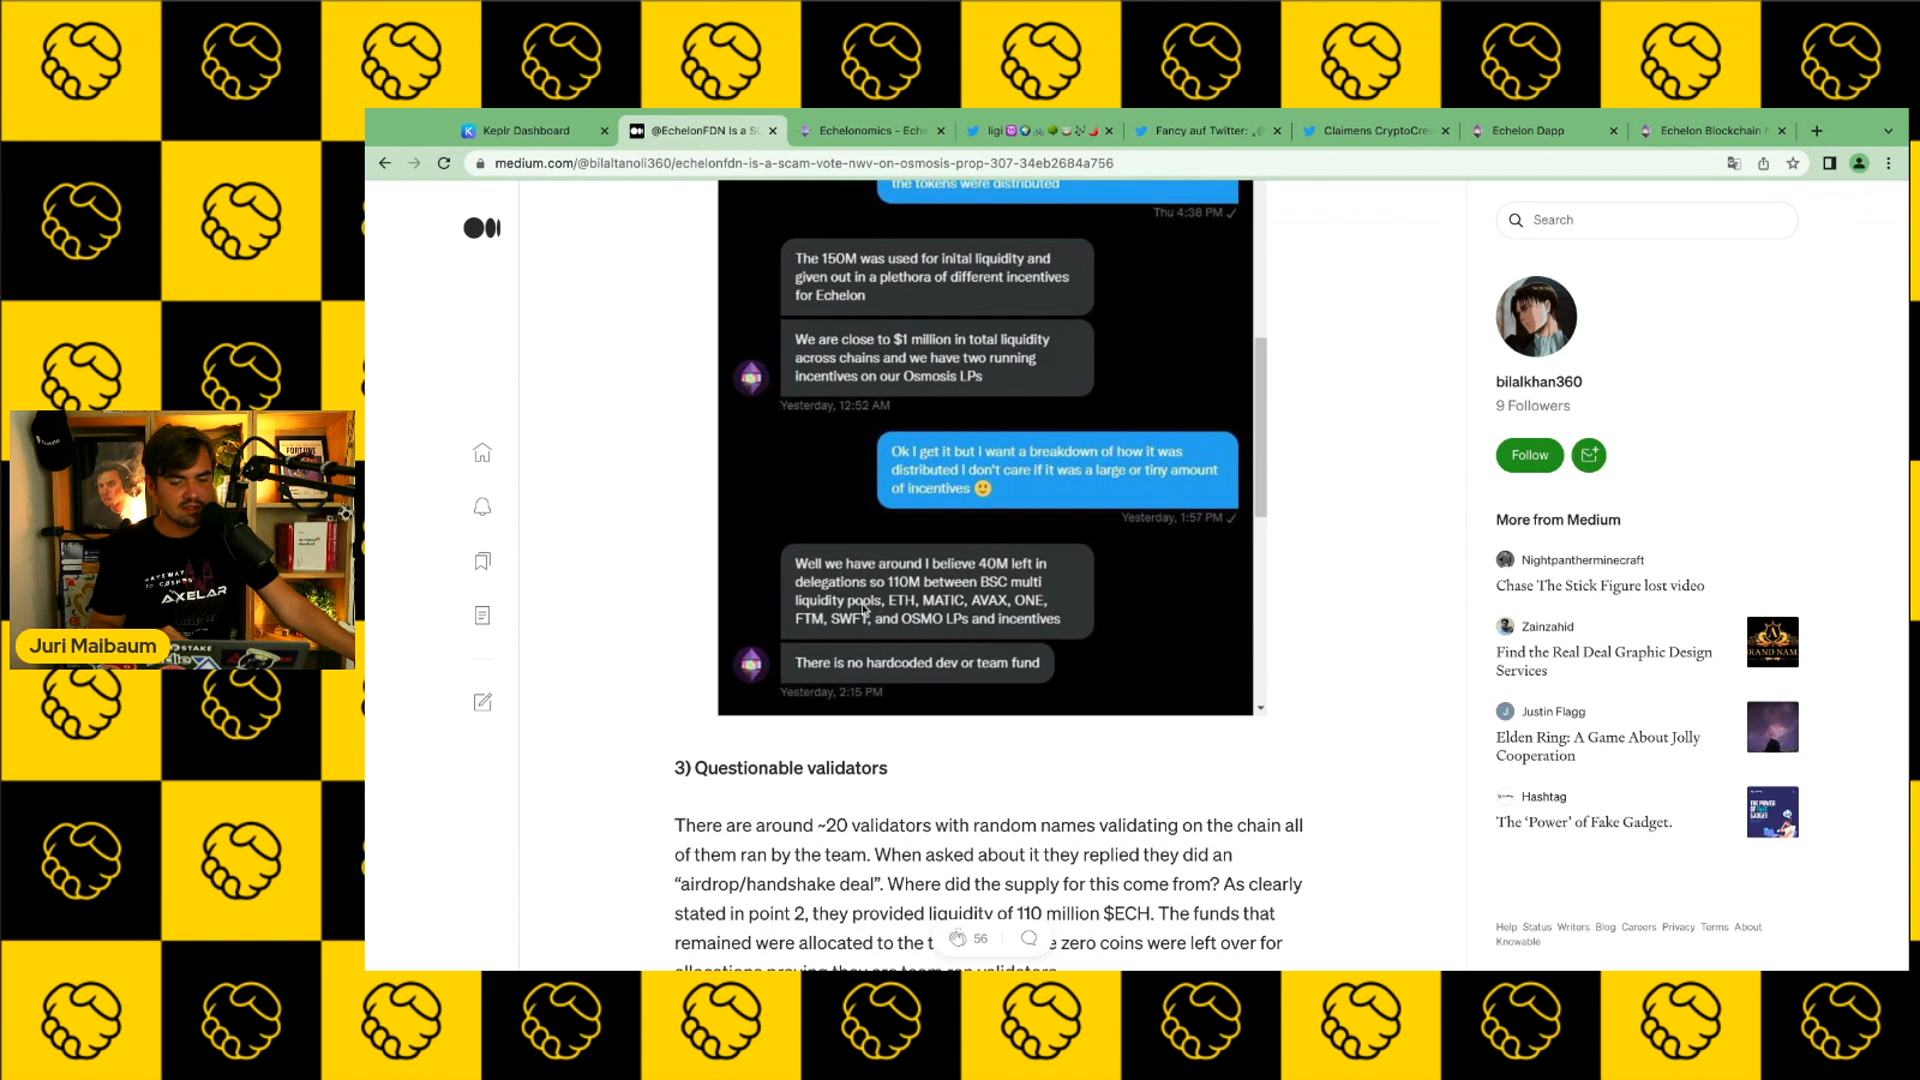 Keplr Dashboard
@EchelonFDN Is a S
Echelonomics - Eche
ligi
Fancy auf Twitter:
Claimens CryptoCrew
Echelon Dapp
Echelon Blockchain
medium.com/@bilaltanoli360/echelonfdn-is-a-scam-vote-nwv-on-osmosis-prop-307-34eb2684a756
the tokens were distributed
Thu 4:38 PM
The 150M was used for inital liquidity and
given out in a plethora of different incentives
for Echelon
We are close to $1 million in total liquidity
across chains and we have two running
incentives on our Osmosis LPs
Yesterday, 12:52 AM
Ok I get it but I want a breakdown of how it was
distributed I don't care if it was a large or tiny amount
of incentives 🙂
Yesterday, 1:57 PM
Well we have around I believe 40M left in
delegations so 110M between BSC multi
liquidity pools, ETH, MATIC, AVAX, ONE,
FTM, SWFT, and OSMO LPs and incentives
There is no hardcoded dev or team fund
Yesterday, 2:15 PM
3) Questionable validators
There are around ~20 validators with random names validating on the chain all
of them ran by the team. When asked about it they replied they did an
“airdrop/handshake deal”. Where did the supply for this come from? As clearly
stated in point 2, they provided liquidity of 110 million $ECH. The funds that
remained were allocated to the t
56
e zero coins were left over for
Search
bilalkhan360
9 Followers
Follow
More from Medium
Nightpantherminecraft
Chase The Stick Figure lost video
Zainzahid
Find the Real Deal Graphic Design
Services
Justin Flagg
Elden Ring: A Game About Jolly
Cooperation
Hashtag
The ‘Power’ of Fake Gadget.
Help Status Writers Blog Careers Privacy Terms About
Knowable
FORTUNE
GATEWAY
TO COSMOS
AXELAR
STAKE
Juri Maibaum